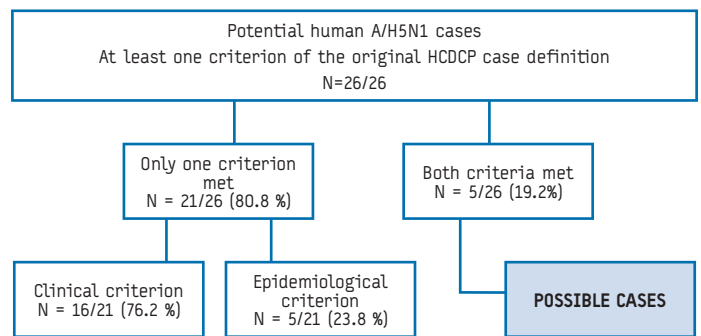 Potential human A/H5N1 cases
At least one criterion of the original HCDCP case definition
N=26/26
Only one criterion
met
N = 21/26 (80.8 %)
Both criteria met
N = 5/26 (19.2%)
Clinical criterion
N = 16/21 (76.2 %)
Epidemiological
criterion
N = 5/21 (23.8 %)
POSSIBLE CASES